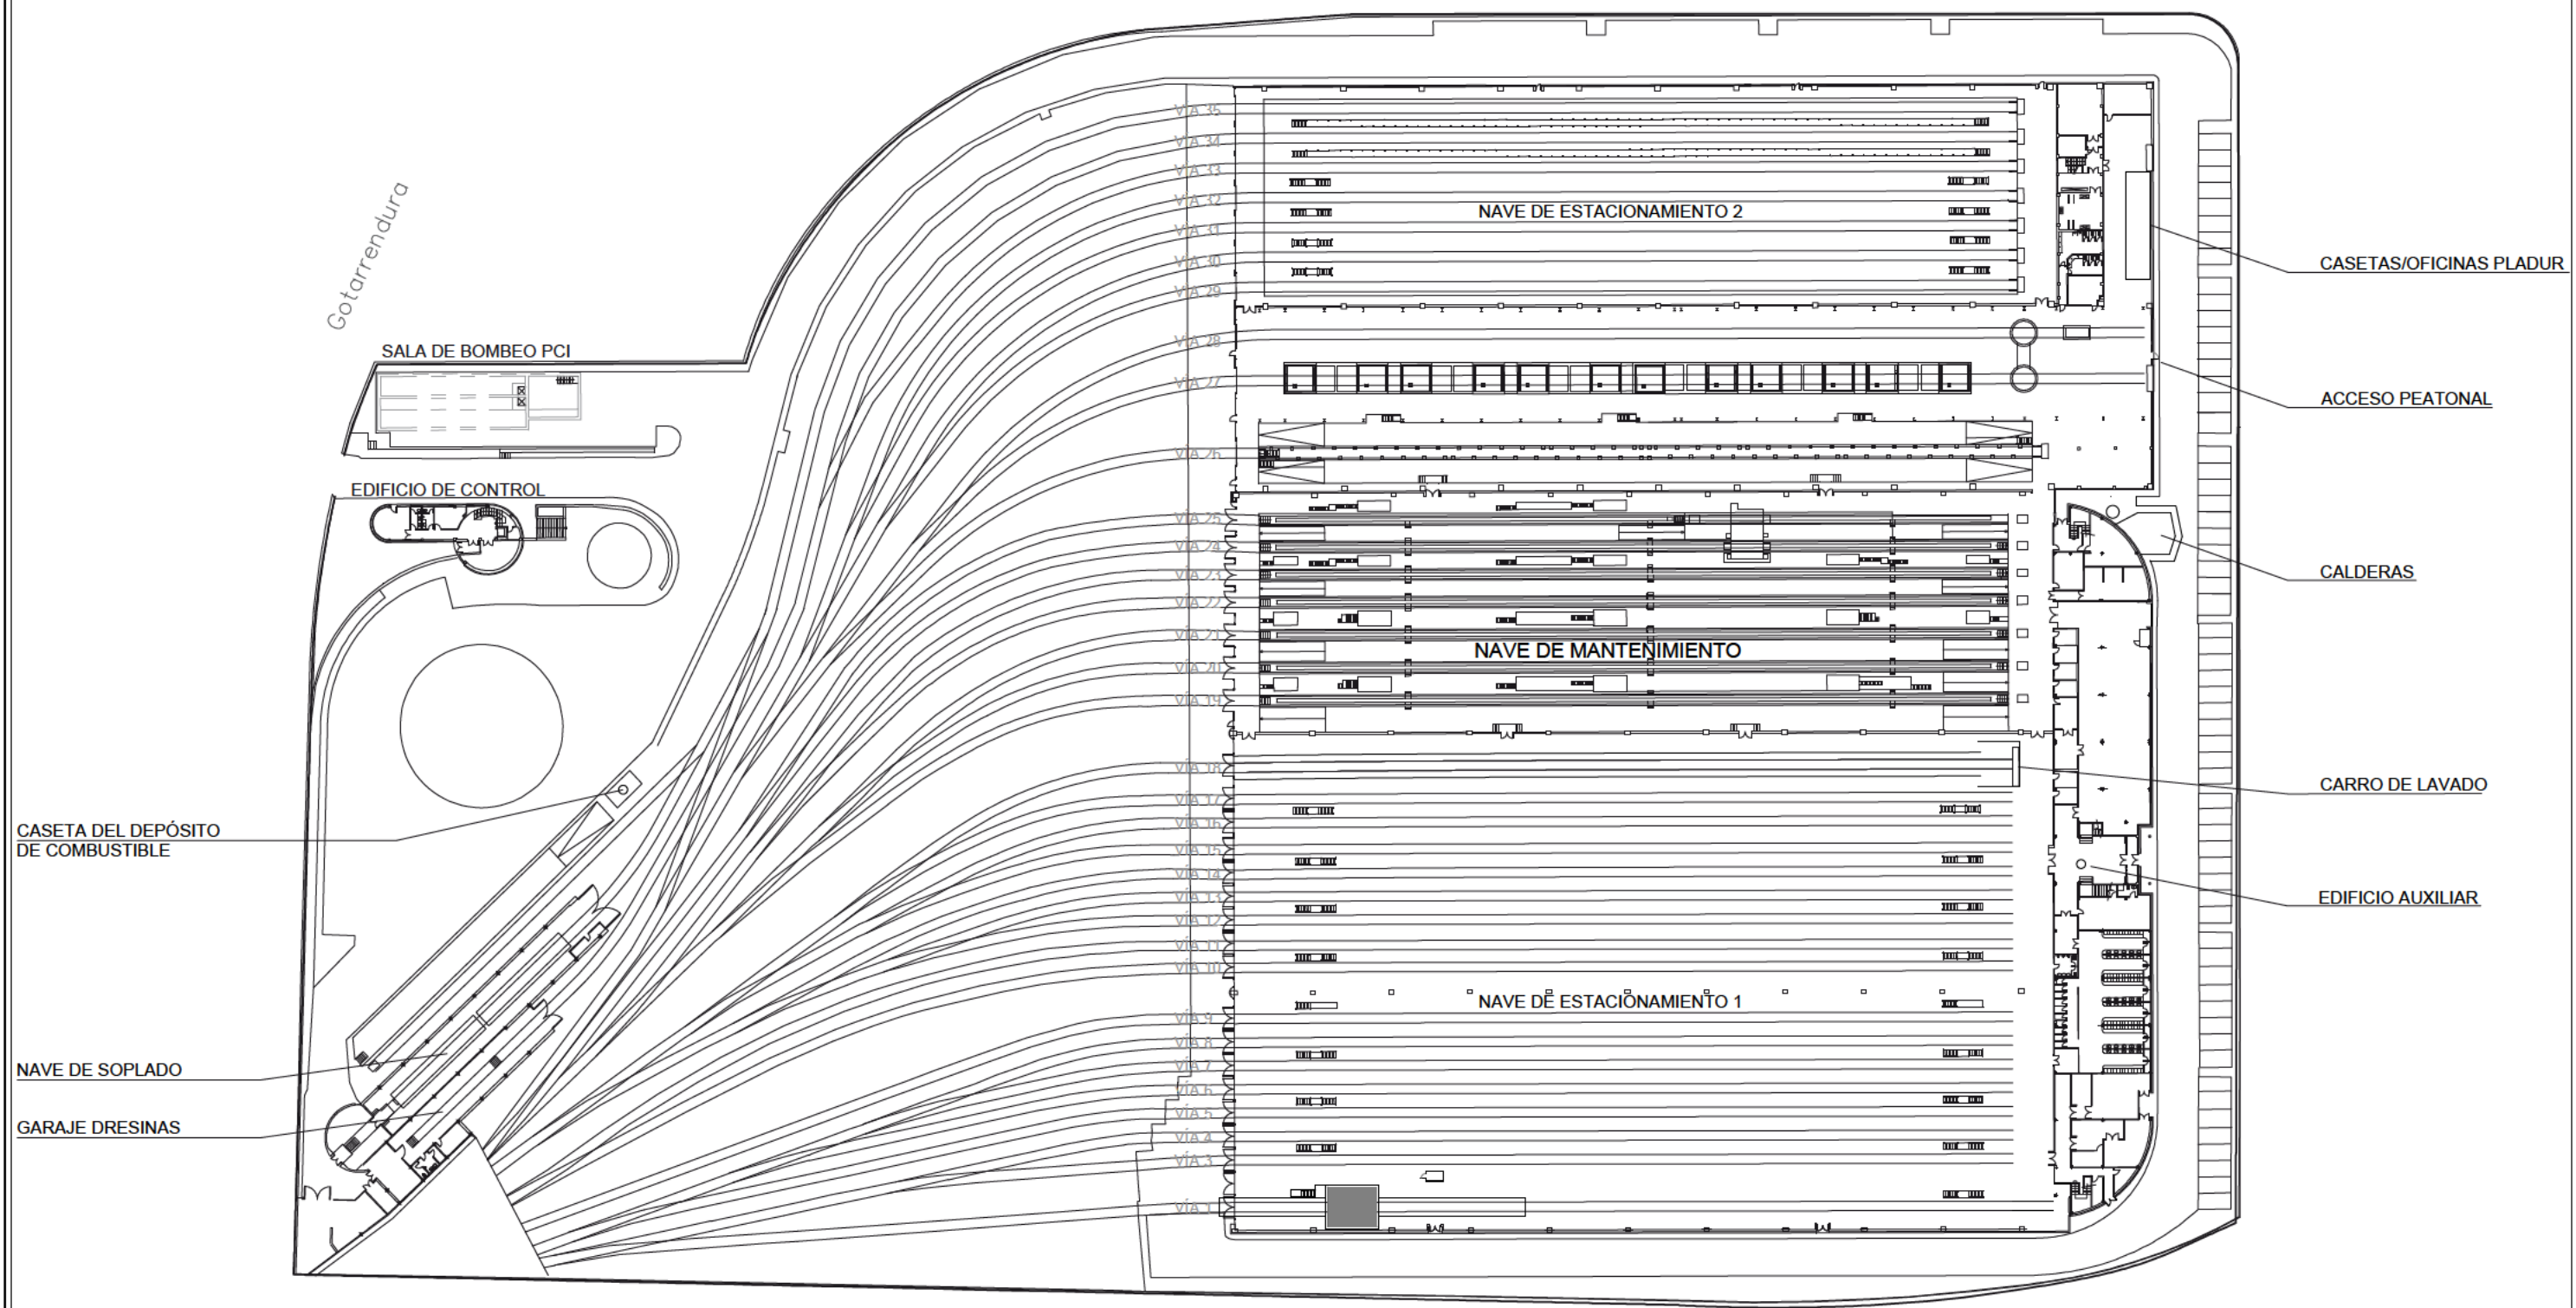 VÍA 35
VÍA 34
Gotarrendura
VÍA 33
VÍA 32
NAVE DE ESTACIONAMIENTO 2
VÍA 31
VÍA 30
CASETAS/OFICINAS PLADUR
VÍA 29
VÍA 28
SALA DE BOMBEO PCI
VÍA 27
ACCESO PEATONAL
VÍA 26
EDIFICIO DE CONTROL
VÍA 25
VÍA 24
VÍA 23
CALDERAS
VÍA 22
VÍA 21
NAVE DE MANTENIMIENTO
VÍA 20
VÍA 19
VÍA 18
CARRO DE LAVADO
VÍA 17
VÍA 16
CASETA DEL DEPÓSITO
DE COMBUSTIBLE
VÍA 15
VÍA 14
VÍA 13
EDIFICIO AUXILIAR
VÍA 12
VÍA 11
VÍA 10
NAVE DE ESTACIONAMIENTO 1
VÍA 9
VÍA 8
VÍA 7
NAVE DE SOPLADO
VÍA 6
VÍA 5
GARAJE DRESINAS
VÍA 4
VÍA 3
VÍA 1